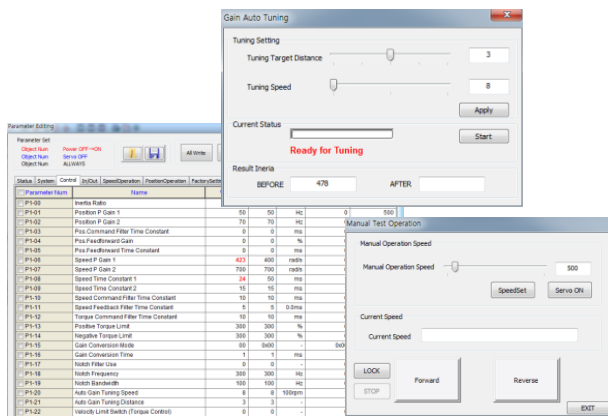 Gain Auto Tuning
Tuning Setting
Tuning Target Distance
3
Tuning Speed
8
Apply
Current Status
Start
Ready for Tuning
Result Ineria
BEFORE 478 AFTER
Parameter Editing
Parameter Set
Object Num Power OFF->ON
Object Num Servo OFF
Object Num ALLWAYS
All Write
Status System Control In/Out SpeedOperation PositionOperation
Parameter Num Name
P1-00 Inertia Ratio
P1-01 Position P Gain 1 50 50 Hz 0 500
P1-02 Position P Gain 2 70 70 Hz
P1-03 Pos.Command Filter Time Constant 0 0 ms
P1-04 Pos.Feedforward Gain 0 0 %
P1-05 Pos.Feedforward Time Constant 0 0 ms
P1-06 Speed P Gain 1 423 400 rad/s
P1-07 Speed P Gain 2 700 700 rad/s
P1-08 Speed Time Constant 1 24 50 ms
P1-09 Speed Time Constant 2 15 15 ms
P1-10 Speed Command Filter Time Constant 10 10 ms
P1-11 Speed Feedback Filter Time Constant 5 5 0.0ms
P1-12 Torque Command Filter Time Constant 10 10 ms
P1-13 Positive Torque Limit 300 300 %
P1-14 Negative Torque Limit 300 300 %
P1-15 Gain Conversion Mode 00 0x00 -
P1-16 Gain Conversion Time 1 1 ms
P1-17 Notch Filter Use 0 0 -
P1-18 Notch Frequency 300 300 Hz
P1-19 Notch Bandwidth 100 100 Hz
P1-20 Auto Gain Tuning Speed 8 8 100rpm
P1-21 Auto Gain Tuning Distance 3 3 -
P1-22 Velocity Limit Switch (Torque Control) 0 0 -
Manual Test Operation
Manual Operation Speed
Manual Operation Speed
500
SpeedSet Servo ON
Current Speed
Current Speed
LOCK
STOP
Forward
Reverse
EXIT